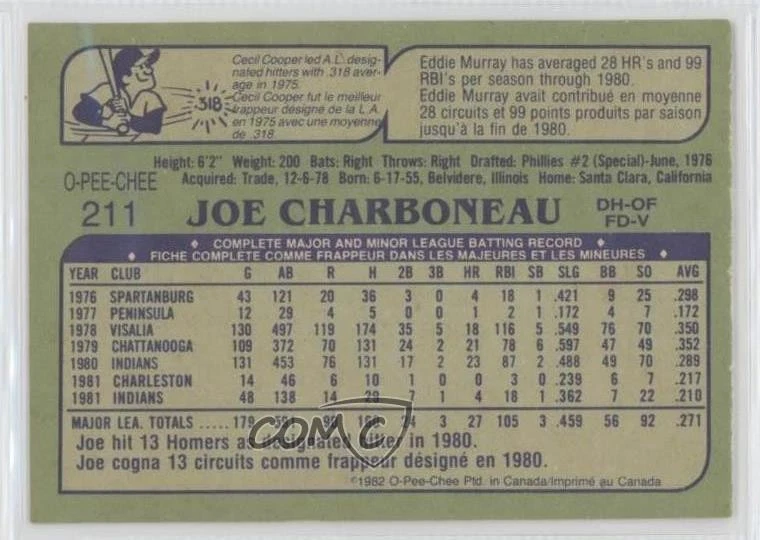 Cecil Cooper led A.L. desig-
nated hitters with .318 aver-
age in 1975.
Cecil Cooper fut le meilleur
frappeur désigné de la L.A.
en 1975 avec une moyenne
de .318.
.318
Eddie Murray has averaged 28 HR's and 99
RBI's per season through 1980.
Eddie Murray avait contribué en moyenne
28 circuits et 99 points produits par saison
jusqu'à la fin de 1980.
Height: 6'2" Weight: 200 Bats: Right Throws: Right Drafted: Phillies #2 (Special)-June, 1976
O-PEE-CHEE Acquired: Trade, 12-6-78 Born: 6-17-55, Belvidere, Illinois Home: Santa Clara, California
211 JOE CHARBONEAU DH-OF
FD-V
♦ COMPLETE MAJOR AND MINOR LEAGUE BATTING RECORD ♦
♦ FICHE COMPLETE COMME FRAPPEUR DANS LES MAJEURES ET LES MINEURES ♦
YEAR CLUB G AB R H 2B 3B HR RBI SB SLG BB SO AVG
1976 SPARTANBURG 43 121 20 36 3 0 4 18 1 .421 9 25 .298
1977 PENINSULA 12 29 4 5 0 0 1 2 1 .172 4 7 .172
1978 VISALIA 130 497 119 174 35 5 18 116 5 .549 76 70 .350
1979 CHATTANOOGA 109 372 70 131 24 2 21 78 6 .597 47 49 .352
1980 INDIANS 131 453 76 131 17 2 23 87 2 .488 49 70 .289
1981 CHARLESTON 14 46 6 10 1 0 0 3 0 .239 6 7 .217
1981 INDIANS 48 138 14 29 7 1 4 18 1 .362 7 22 .210
MAJOR LEA. TOTALS ..... 179 3 27 105 3 .459 56 92 .271
Joe hit 13 Homers as designated hitter in 1980.
Joe cogna 13 circuits comme frappeur désigné en 1980.
©1982 O-Pee-Chee Ptd. in Canada/Imprimé au Canada
COMC